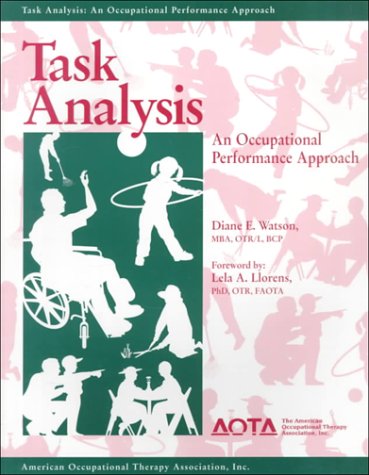 Task Analysis: An Occupational Performance Approach
Task
Analysis
An Occupational
Performance Approach
Diane E. Watson,
MBA, OTR/L, BCP
Foreword by:
Lela A. Llorens,
PhD, OTR, FAOTA
AOTA
The American
Occupational Therapy
Association, Inc.
American Occupational Therapy Association, Inc.